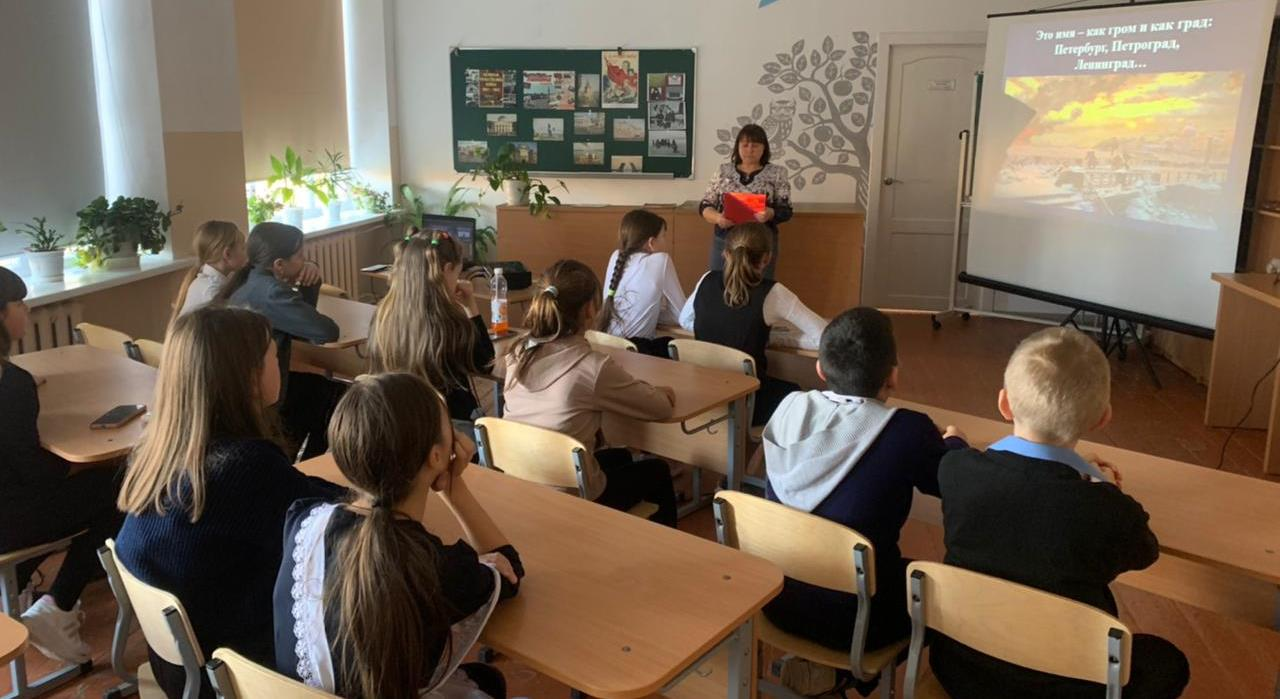 Это имя – как гром и как град:
Петербург, Петроград,
Ленинград...